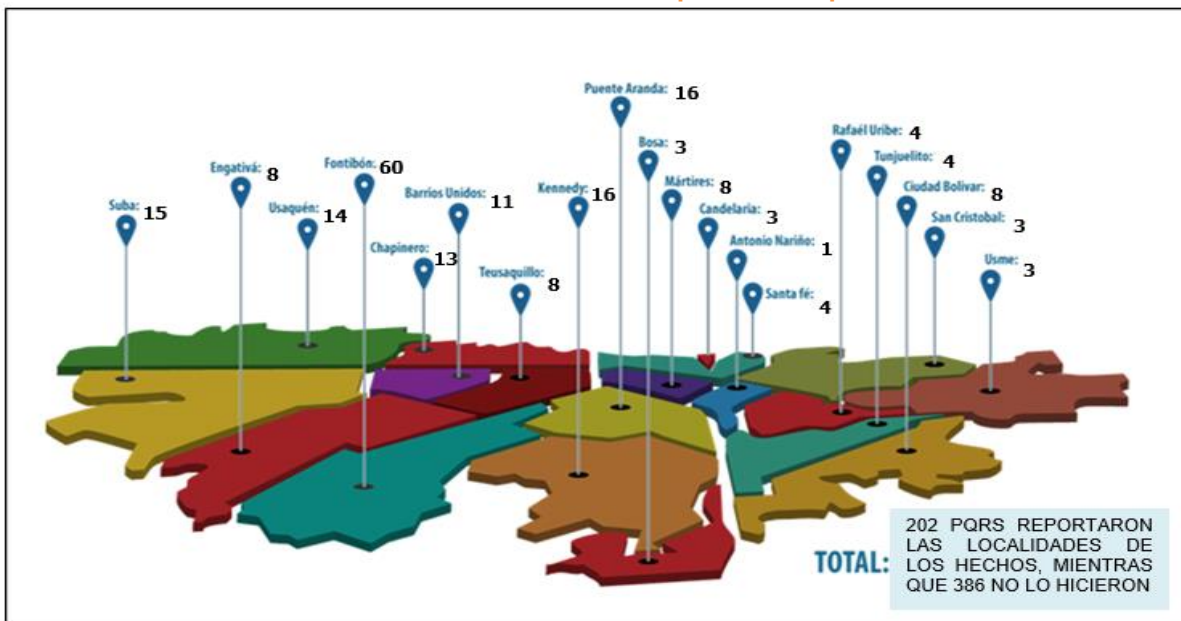 Puente Aranda: 16
Rafaél Uribe: 4
Bosa: 3
Tunjuelito: 4
Engativá: 8
Fontibón: 60
Mártires: 8
Ciudad Bolivar: 8
Barrios Unidos: 11
Kennedy: 16
Suba: 15
Usaquén: 14
Candelaria: 3
San Cristobal: 3
Chapinero: 13
Antonio Nariño: 1
Teusaquillo: 8
Usme: 3
Santa fé: 4
TOTAL:
202 PQRS REPORTARON
LAS LOCALIDADES DE
LOS HECHOS, MIENTRAS
QUE 386 NO LO HICIERON